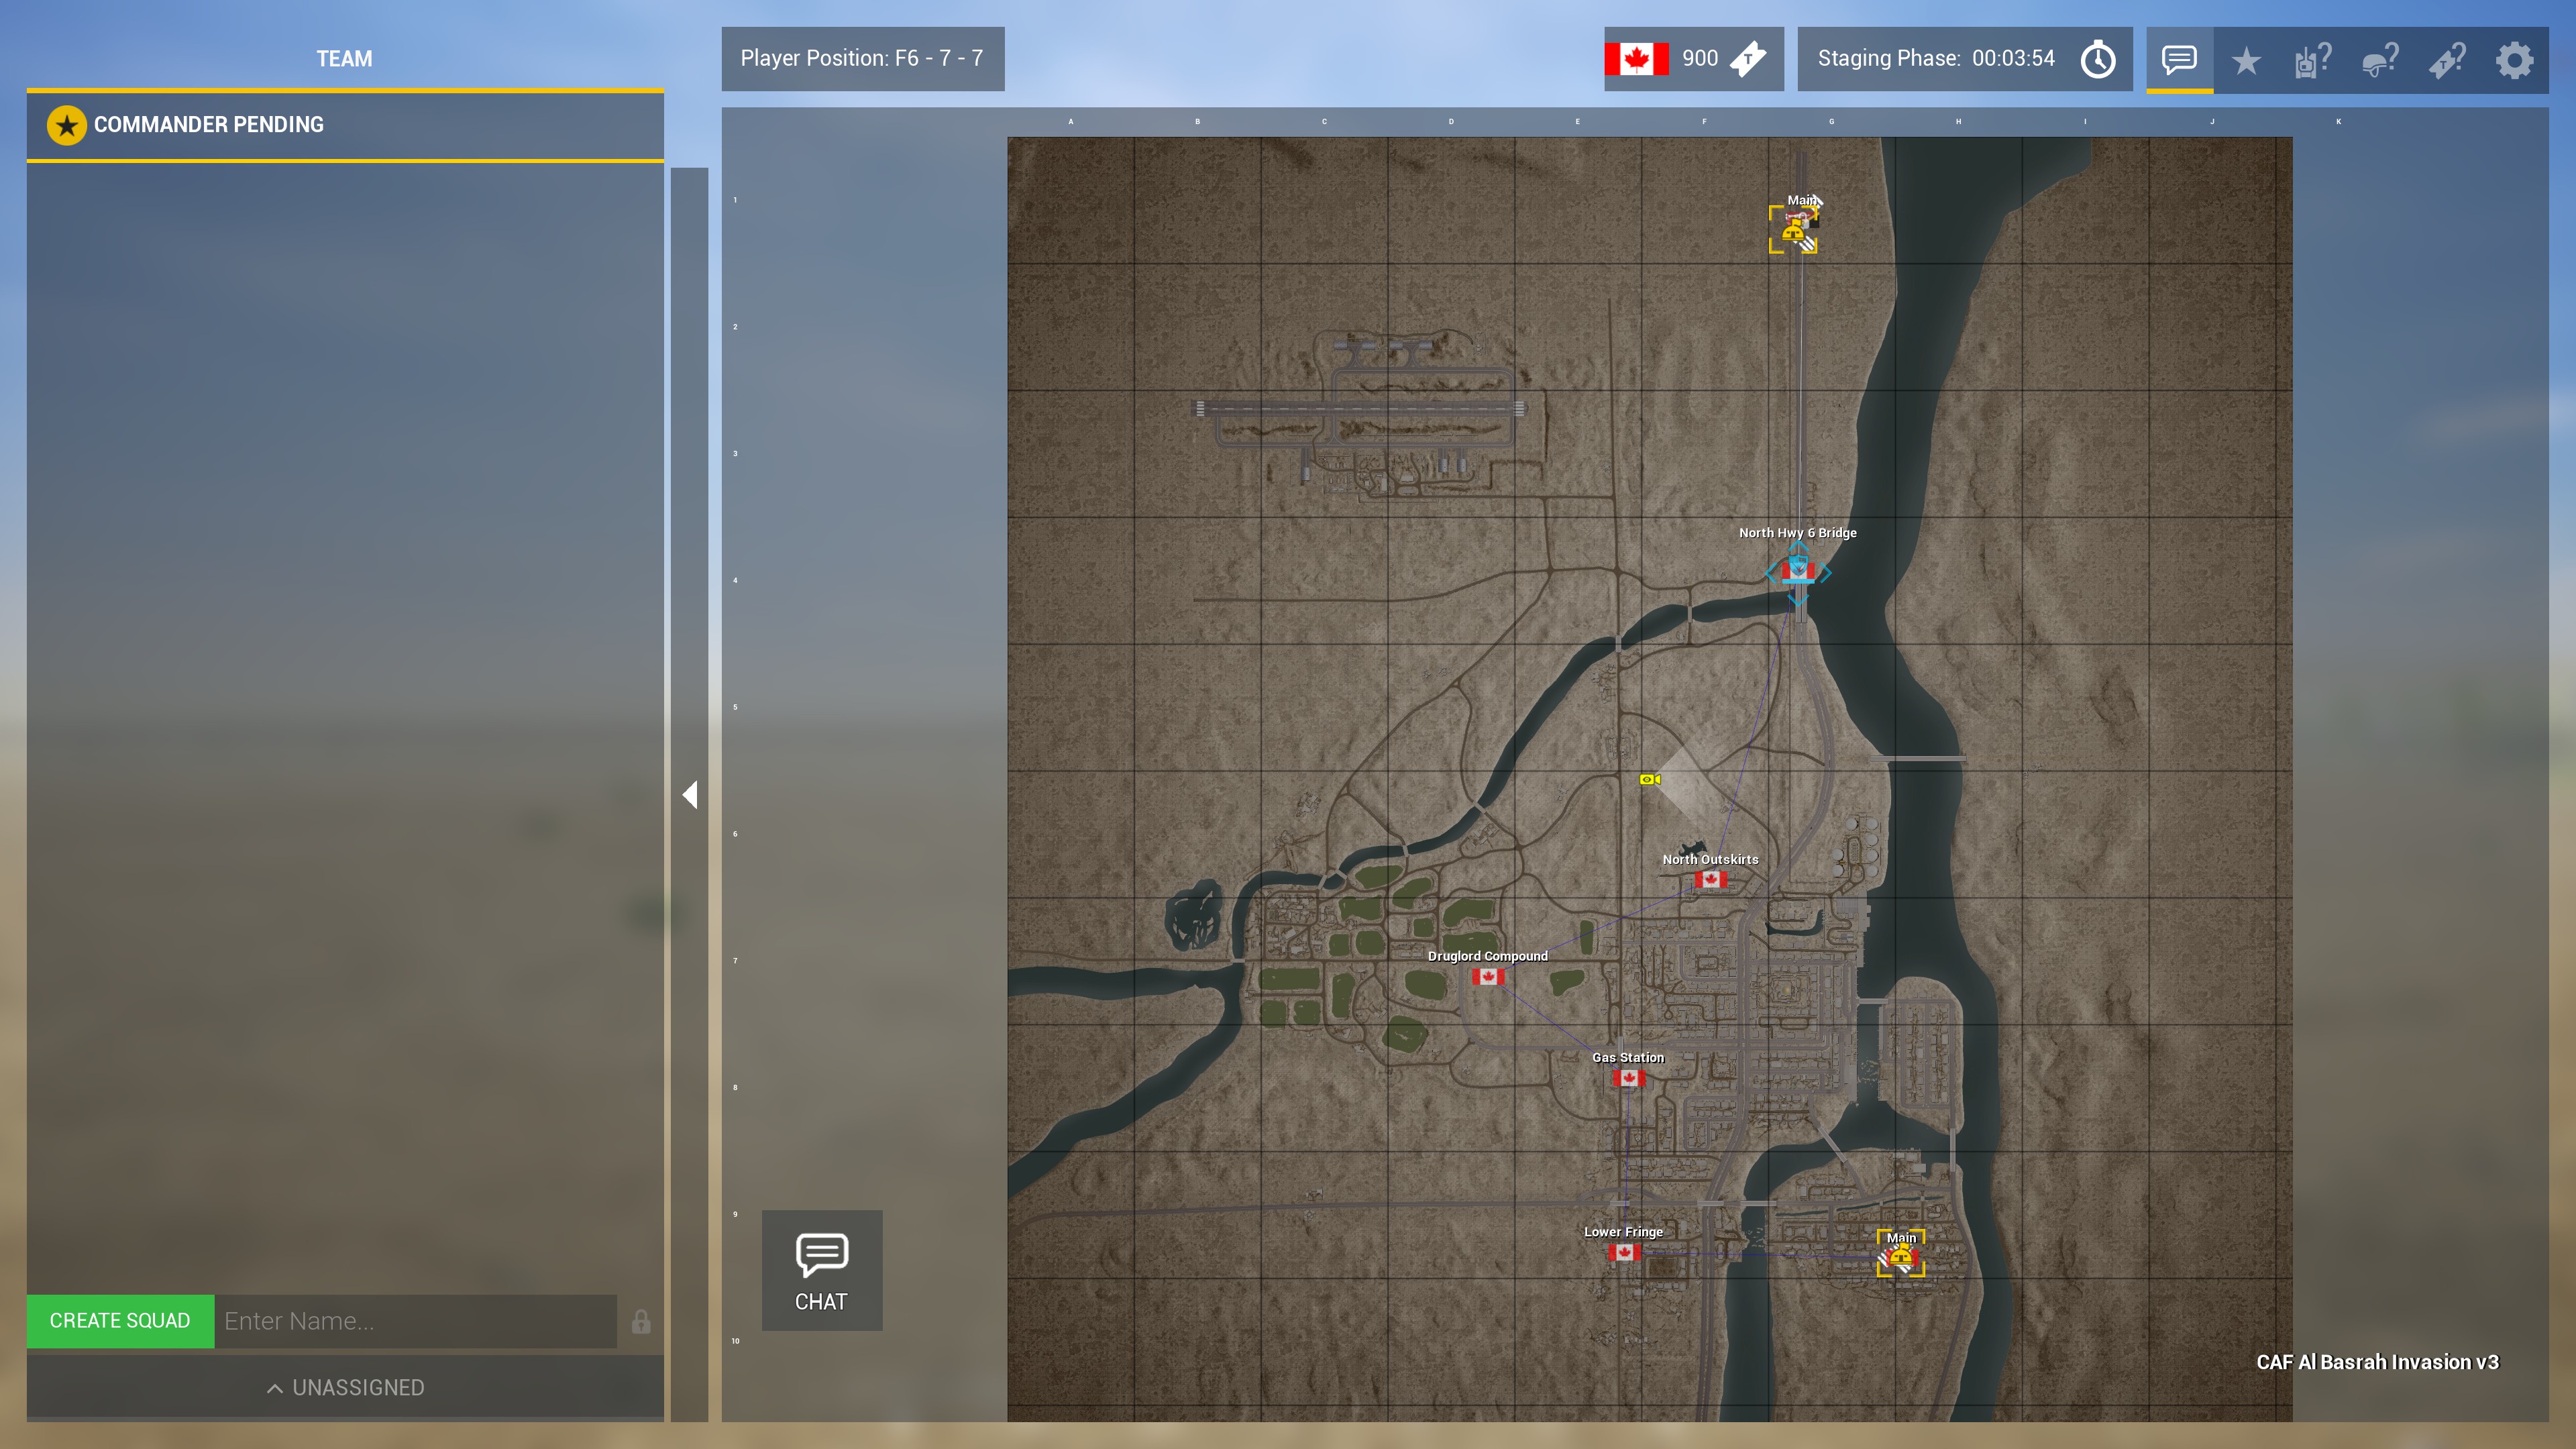 TEAM
Player Position: F6 - 7 - 7
900
T
Staging Phase: 00:03:54
?
?
T?
COMMANDER PENDING
A B C D E F G H I J K
1
Main
2
3
North Hwy 6 Bridge
4
5
6
North Outskirts
Druglord Compound
7
Gas Station
8
9
Lower Fringe
Main
CHAT
CREATE SQUAD
Enter Name...
10
CAF Al Basrah Invasion v3
UNASSIGNED